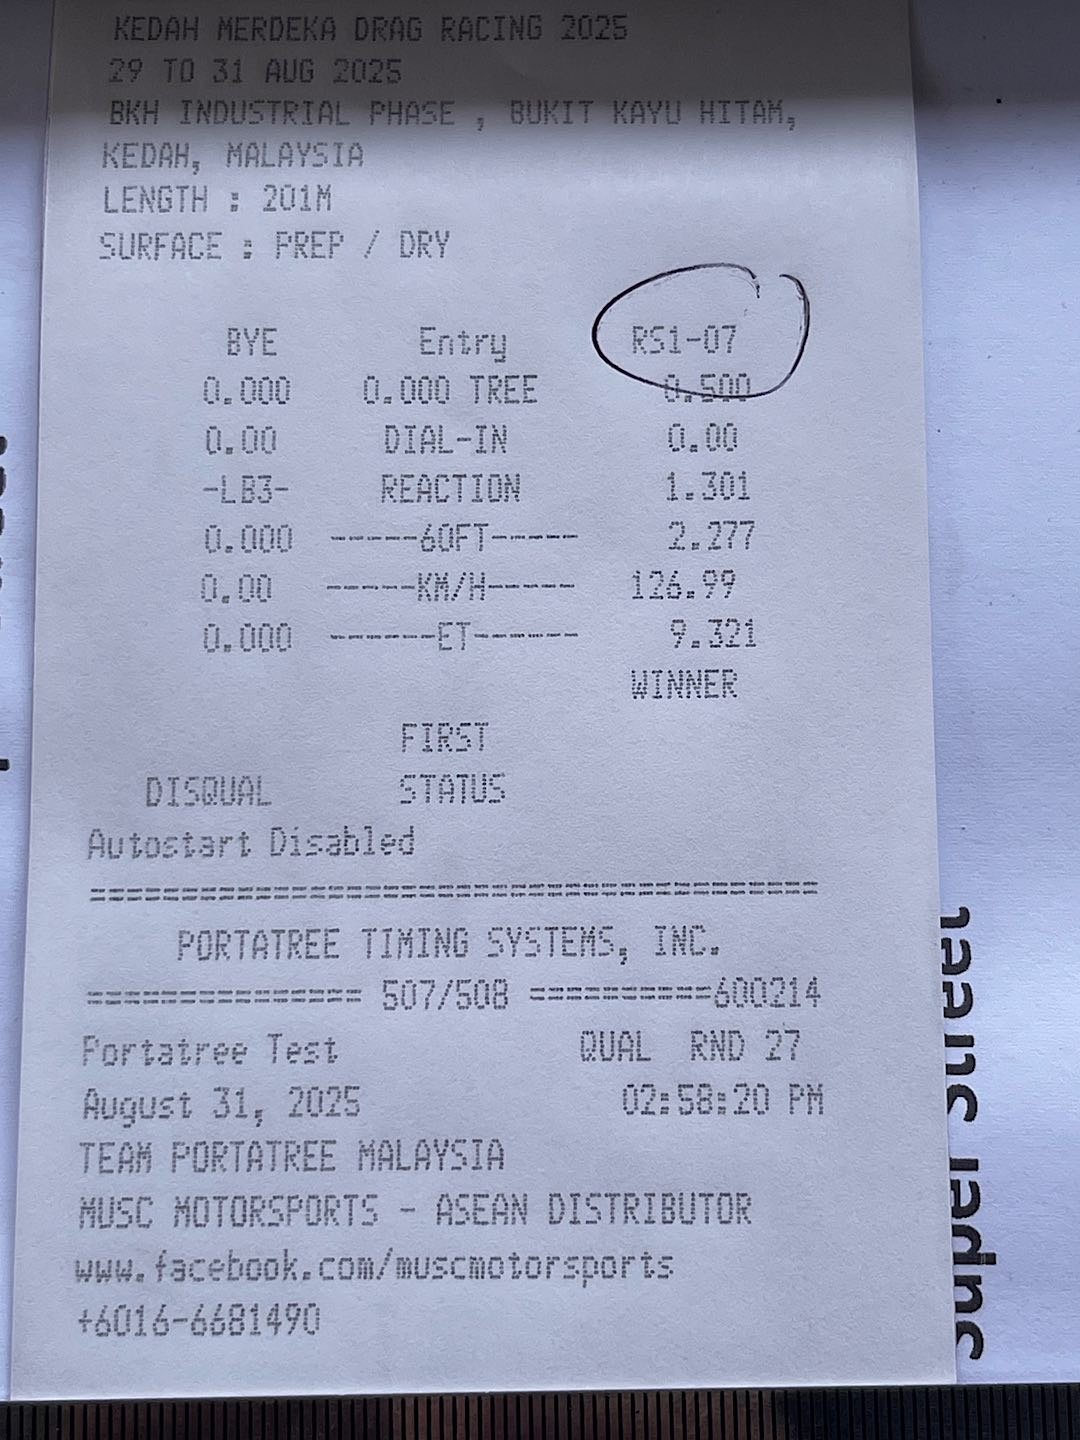 KEDAH MERDEKA DRAG RACING 2025
29 TO 31 AUG 2025
BKH INDUSTRIAL PHASE , BUKIT KAYU HITAM,
KEDAH, MALAYSIA
LENGTH : 201M
SURFACE : PREP / DRY
BYE Entry RS1-07
0.000 0.000 TREE 0.500
0.00 DIAL-IN 0.00
-LB3- REACTION 1.301
0.000 -----60FT----- 2.277
0.00 -----KM/H----- 126.99
0.000 ------ET------ 9.321
WINNER
FIRST
DISQUAL STATUS
Autostart Disabled
==========================================
PORTATREE TIMING SYSTEMS, INC.
=============== 507/508 ==========600214
Portatree Test QUAL RND 27
August 31, 2025 02:58:20 PM
TEAM PORTATREE MALAYSIA
MUSC MOTORSPORTS - ASEAN DISTRIBUTOR
www.facebook.com/muscmotorsports
+6016-6681490